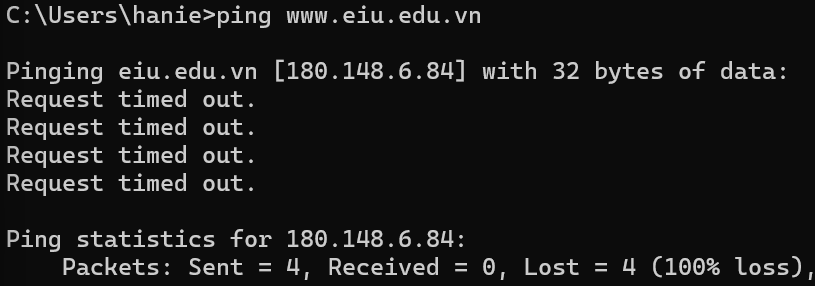 C:\Users\hanie>ping www.eiu.edu.vn
Pinging eiu.edu.vn [180.148.6.84] with 32 bytes of data:
Request timed out.
Request timed out.
Request timed out.
Request timed out.
Ping statistics for 180.148.6.84:
Packets: Sent = 4, Received = 0, Lost = 4 (100% loss),